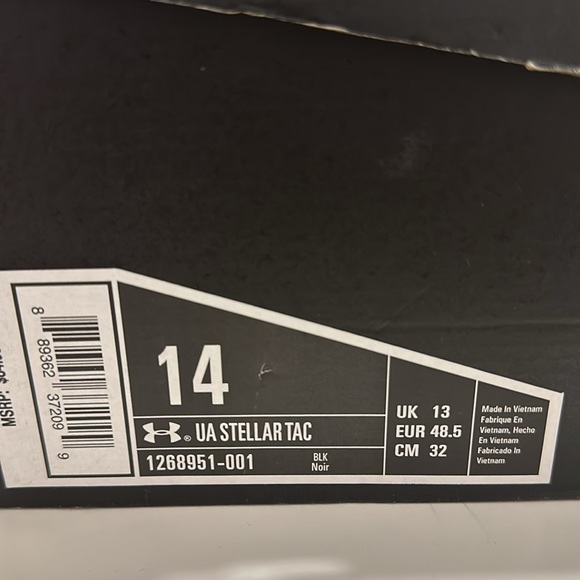 MSRP:
8 89362 37209 9
14
® UA STELLAR TAC
1268951-001
BLK
Noir
UK 13
EUR 48.5
CM 32
Made In Vietnam
Fabrique En
Vietnam, Hecho
En Vietnam
Fabricado In
Vietnam